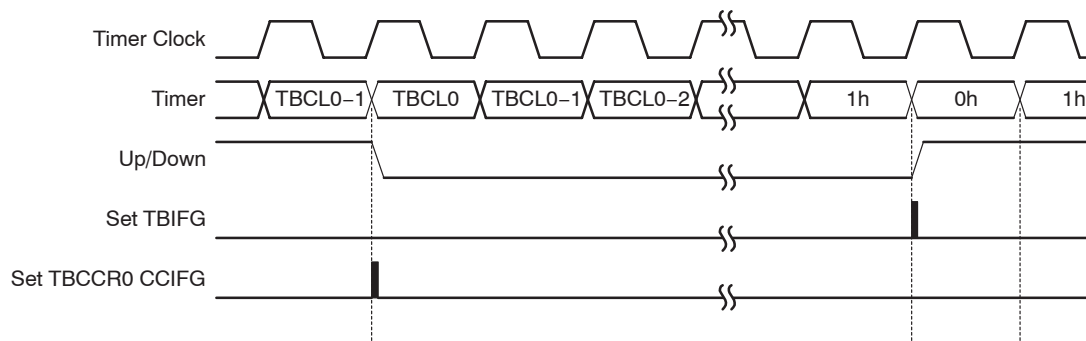 Timer Clock
Timer TBCL0−1 TBCL0 TBCL0−1 TBCL0−2 1h 0h 1h
Up/Down
Set TBIFG
Set TBCCR0 CCIFG